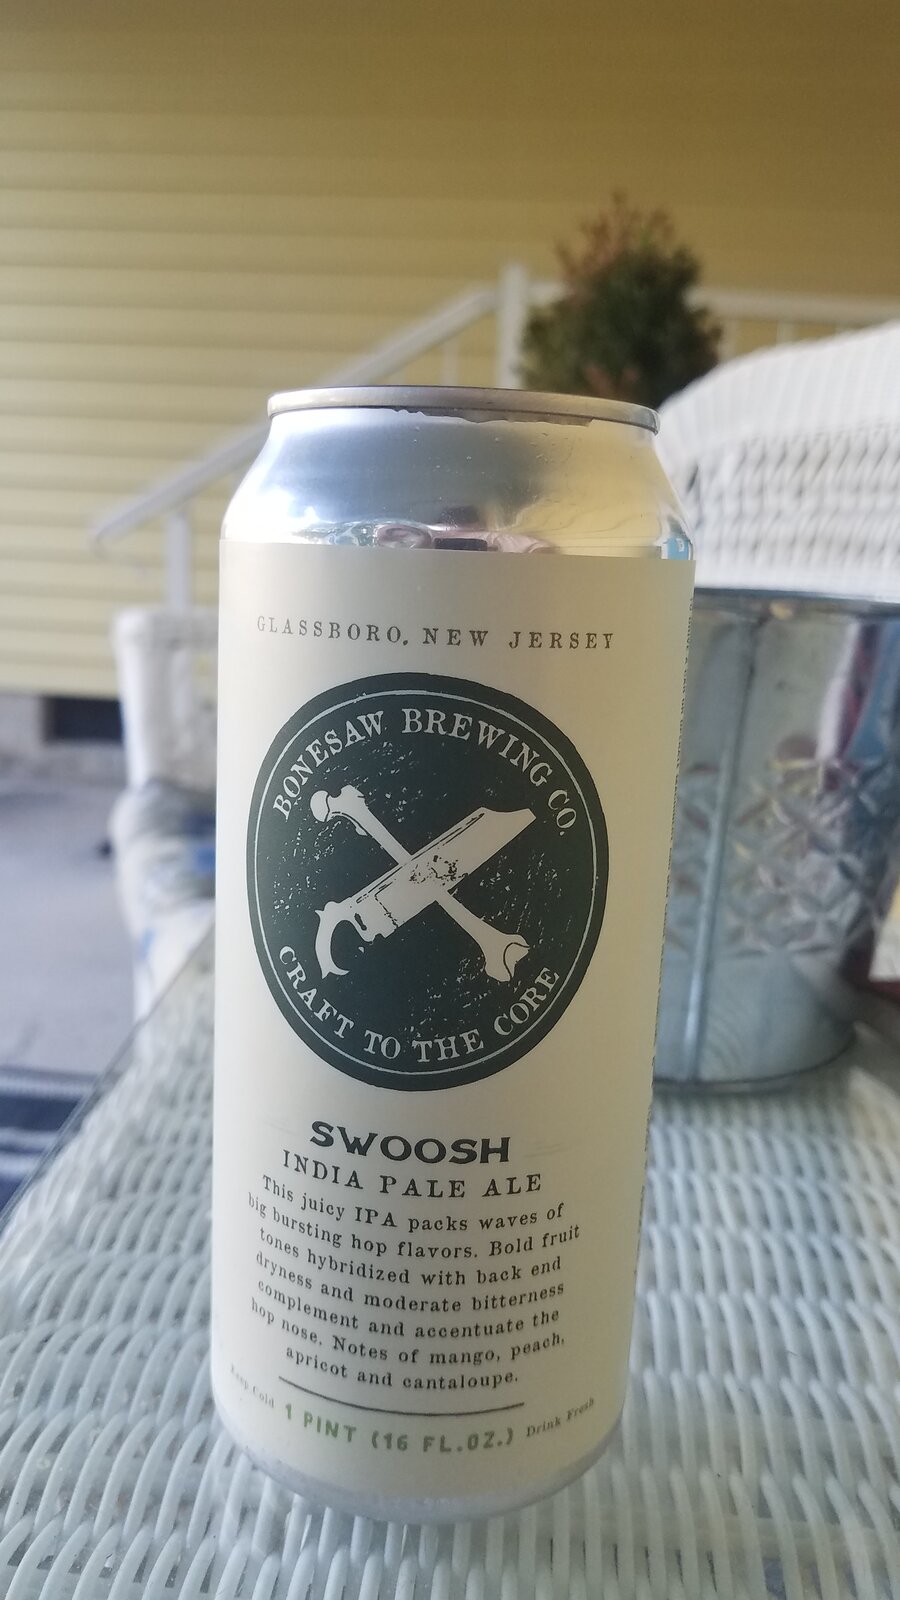 GLASSBORO, NEW JERSEY
BONESAW BREWING CO.
CRAFT TO THE CORE
SWOOSH
INDIA PALE ALE
This juicy IPA packs waves of
big bursting hop flavors. Bold fruit
tones hybridized with back end
dryness and moderate bitterness
complement and accentuate the
hop nose. Notes of mango, peach,
apricot and cantaloupe.
Keep Cold
1 PINT (16 FL.OZ.)
Drink Fresh